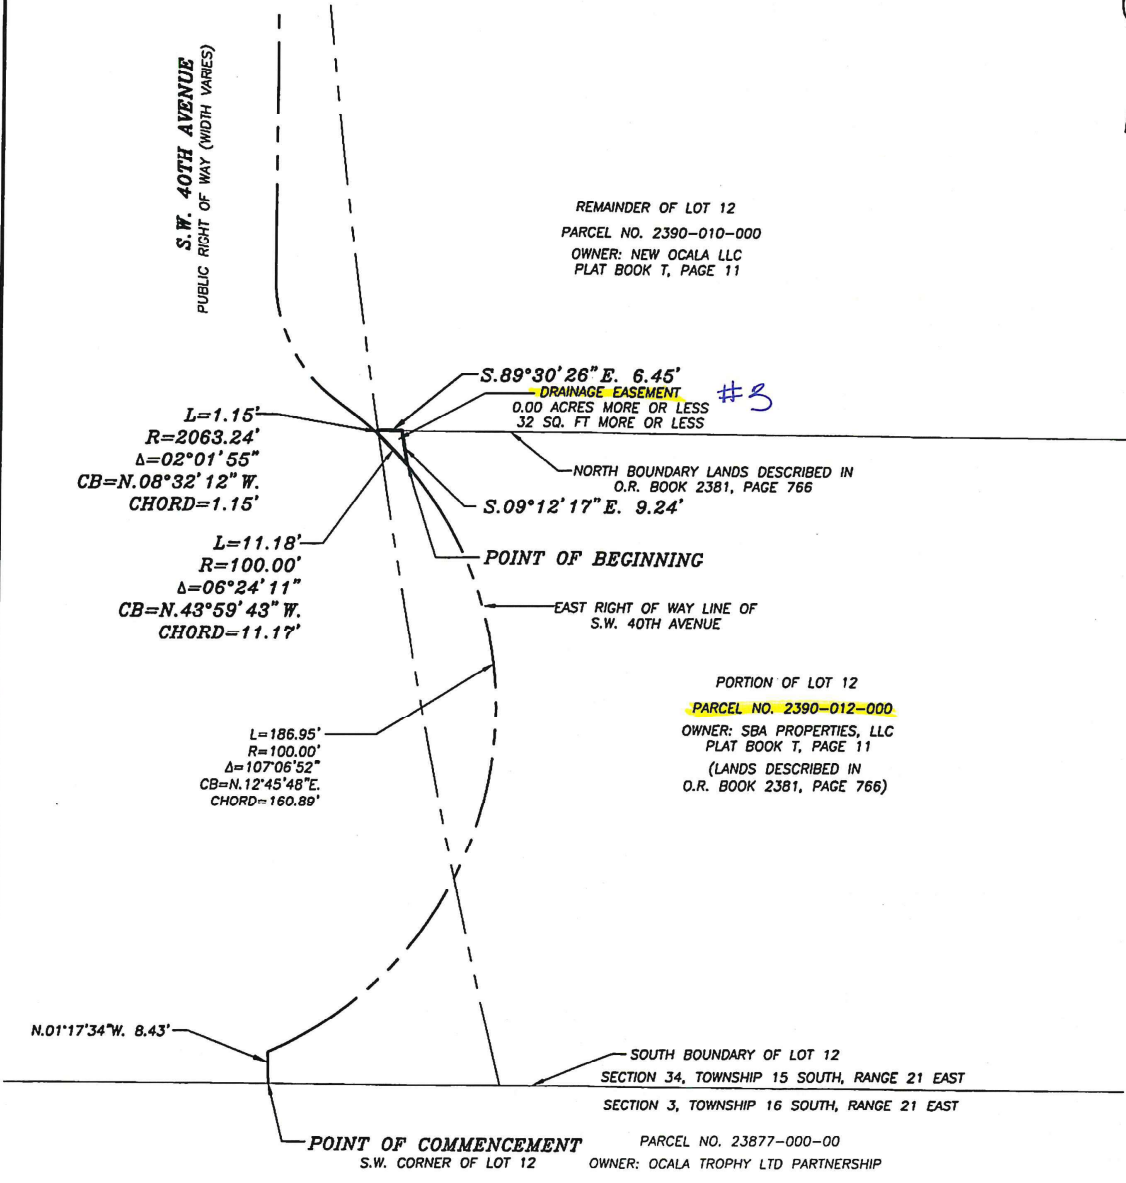 S.W. 40TH AVENUE
PUBLIC RIGHT OF WAY (WIDTH VARIES)
REMAINDER OF LOT 12
PARCEL NO. 2390-010-000
OWNER: NEW OCALA LLC
PLAT BOOK T, PAGE 11
S.89°30'26"E. 6.45'
DRAINAGE EASEMENT
0.00 ACRES MORE OR LESS
32 SQ. FT MORE OR LESS
#3
L=1.15'
R=2063.24'
Δ=02°01'55"
CB=N.08°32'12"W.
CHORD=1.15'
NORTH BOUNDARY LANDS DESCRIBED IN
O.R. BOOK 2381, PAGE 766
S.09°12'17"E. 9.24'
L=11.18'
R=100.00'
Δ=06°24'11"
CB=N.43°59'43"W.
CHORD=11.17'
POINT OF BEGINNING
EAST RIGHT OF WAY LINE OF
S.W. 40TH AVENUE
PORTION OF LOT 12
PARCEL NO. 2390-012-000
OWNER: SBA PROPERTIES, LLC
PLAT BOOK T, PAGE 11
(LANDS DESCRIBED IN
O.R. BOOK 2381, PAGE 766)
L=186.95'
R=100.00'
Δ=107°06'52"
CB=N.12°45'48"E.
CHORD=160.89'
N.01°17'34"W. 8.43'
SOUTH BOUNDARY OF LOT 12
SECTION 34, TOWNSHIP 15 SOUTH, RANGE 21 EAST
SECTION 3, TOWNSHIP 16 SOUTH, RANGE 21 EAST
POINT OF COMMENCEMENT
S.W. CORNER OF LOT 12
PARCEL NO. 23877-000-00
OWNER: OCALA TROPHY LTD PARTNERSHIP